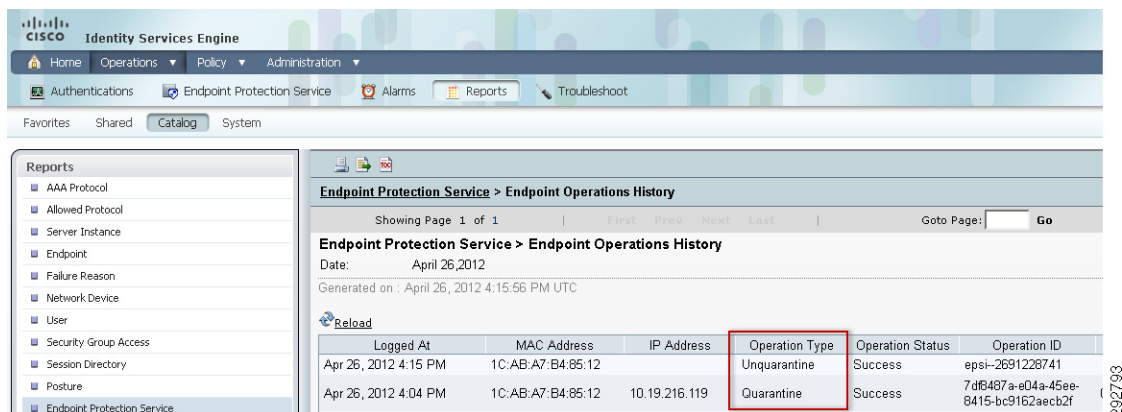 CISCO Identity Services Engine
Home Operations ▼ Policy ▼ Administration ▼
Authentications Endpoint Protection Service Alarms Reports Troubleshoot
Favorites Shared Catalog System
Reports
AAA Protocol
Allowed Protocol
Server Instance
Endpoint
Failure Reason
Network Device
User
Security Group Access
Session Directory
Posture
Endpoint Protection Service
TOC
Endpoint Protection Service > Endpoint Operations History
Showing Page 1 of 1 | First Prev Next Last | Goto Page: Go
Endpoint Protection Service > Endpoint Operations History
Date: April 26,2012
Generated on : April 26, 2012 4:15:56 PM UTC
Reload
Logged At MAC Address IP Address Operation Type Operation Status Operation ID
Apr 26, 2012 4:15 PM 1C:AB:A7:B4:85:12 Unquarantine Success epsi--2691228741
Apr 26, 2012 4:04 PM 1C:AB:A7:B4:85:12 10.19.216.119 Quarantine Success 7df8487a-e04a-45ee-
8415-bc9162aecb2f
292793